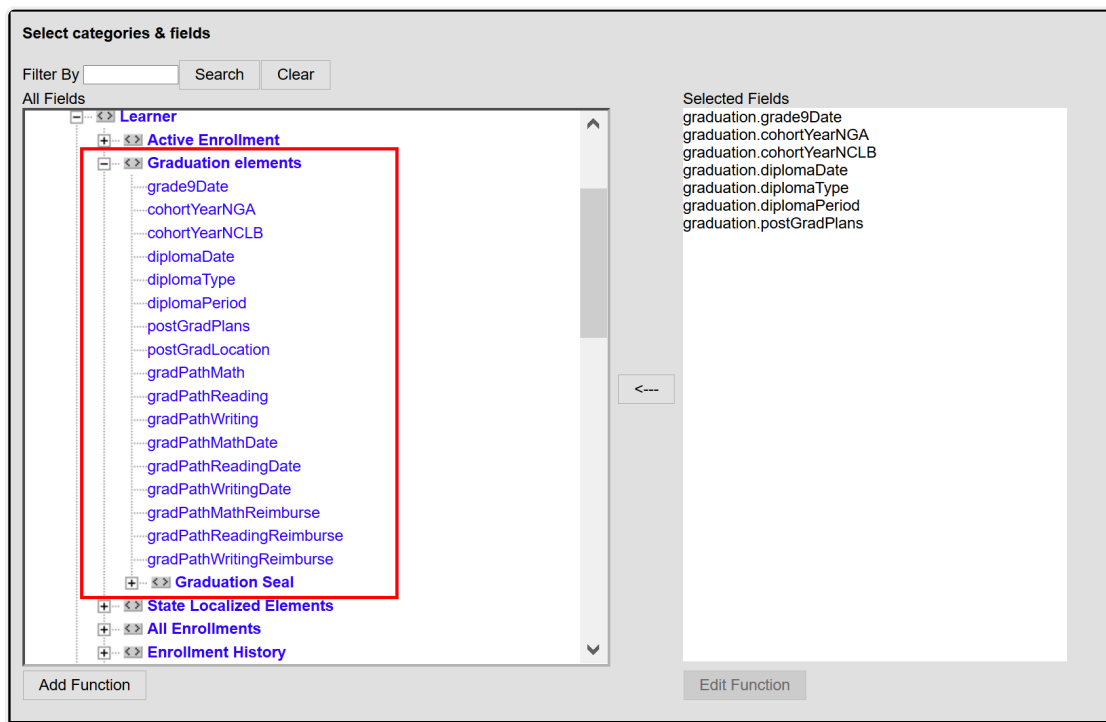 Select categories & fields
Filter By
Search
Clear
All Fields
Learner
Active Enrollment
Graduation elements
grade9Date
cohortYearNGA
cohortYearNCLB
diplomaDate
diplomaType
diplomaPeriod
postGradPlans
postGradLocation
gradPathMath
gradPathReading
gradPathWriting
gradPathMathDate
gradPathReadingDate
gradPathWritingDate
gradPathMathReimburse
gradPathReadingReimburse
gradPathWritingReimburse
Graduation Seal
State Localized Elements
All Enrollments
Enrollment History
Add Function
<---
Selected Fields
graduation.grade9Date
graduation.cohortYearNGA
graduation.cohortYearNCLB
graduation.diplomaDate
graduation.diplomaType
graduation.diplomaPeriod
graduation.postGradPlans
Edit Function